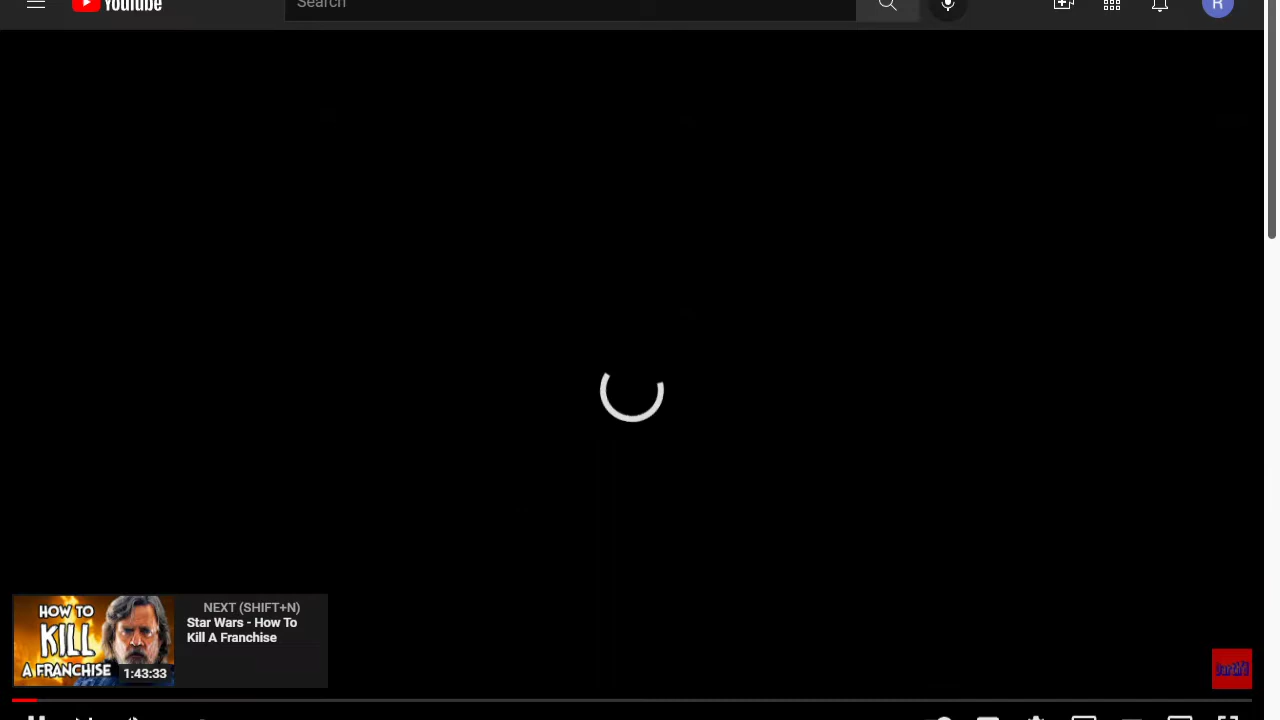 YouTube
Search
R
NEXT (SHIFT+N)
Star Wars - How To
Kill A Franchise
HOW TO
KILL
A FRANCHISE
1:43:33